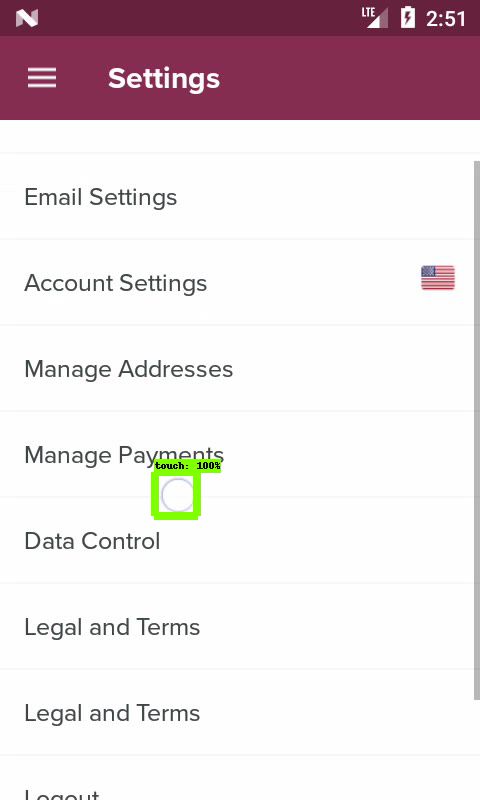 LTE 2:51
Settings
Email Settings
Account Settings
Manage Addresses
Manage Payments
touch: 100%
Data Control
Legal and Terms
Legal and Terms
Logout